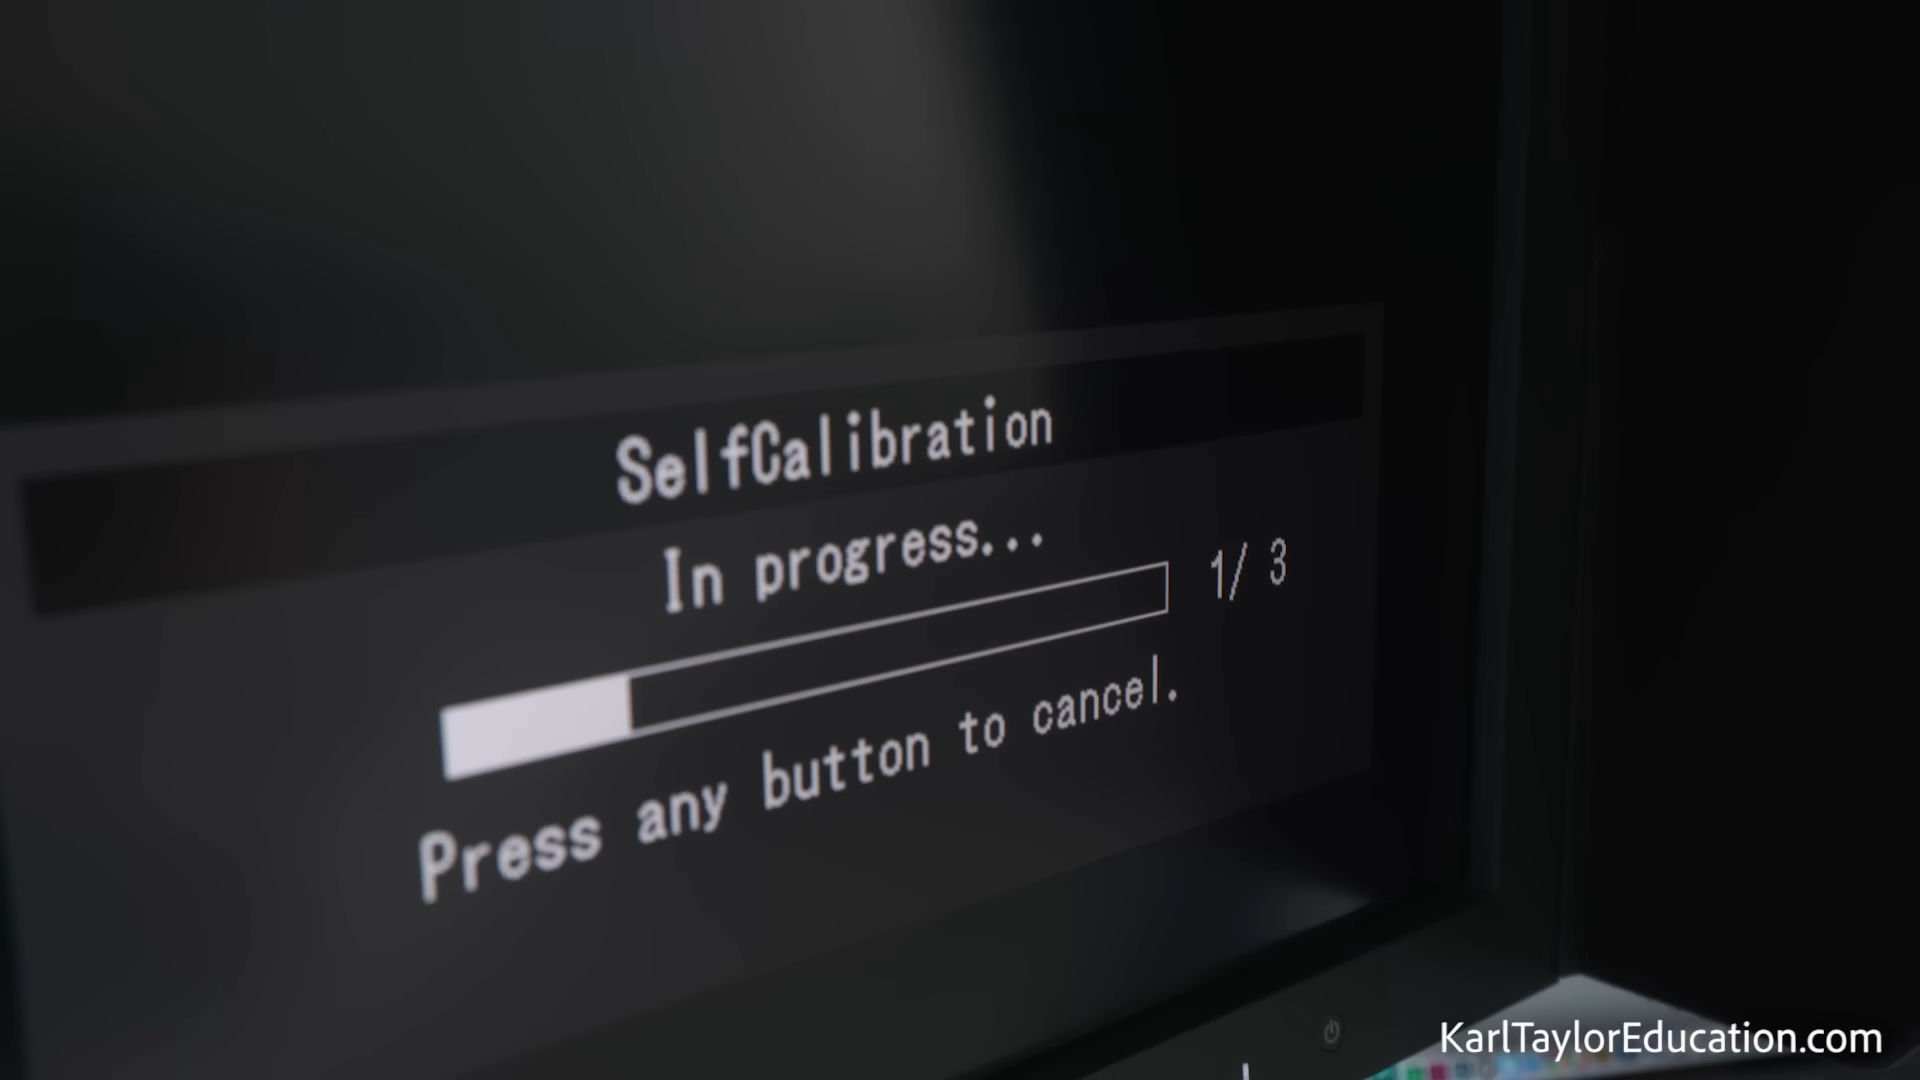 SelfCalibration
In progress...
1/ 3
Press any button to cancel.
KarlTaylorEducation.com